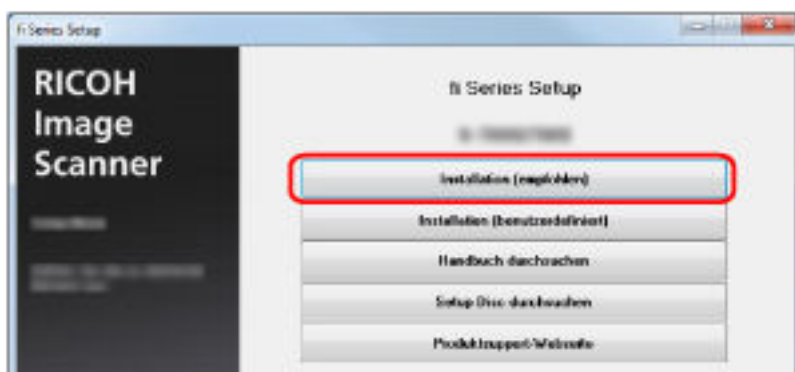 fi Series Setup
RICOH
Image
Scanner
fi Series Setup
Installation (empfohlen)
Installation (benutzerdefiniert)
Handbuch durchsuchen
Setup Disc durchsuchen
Produktsupport-Webseite